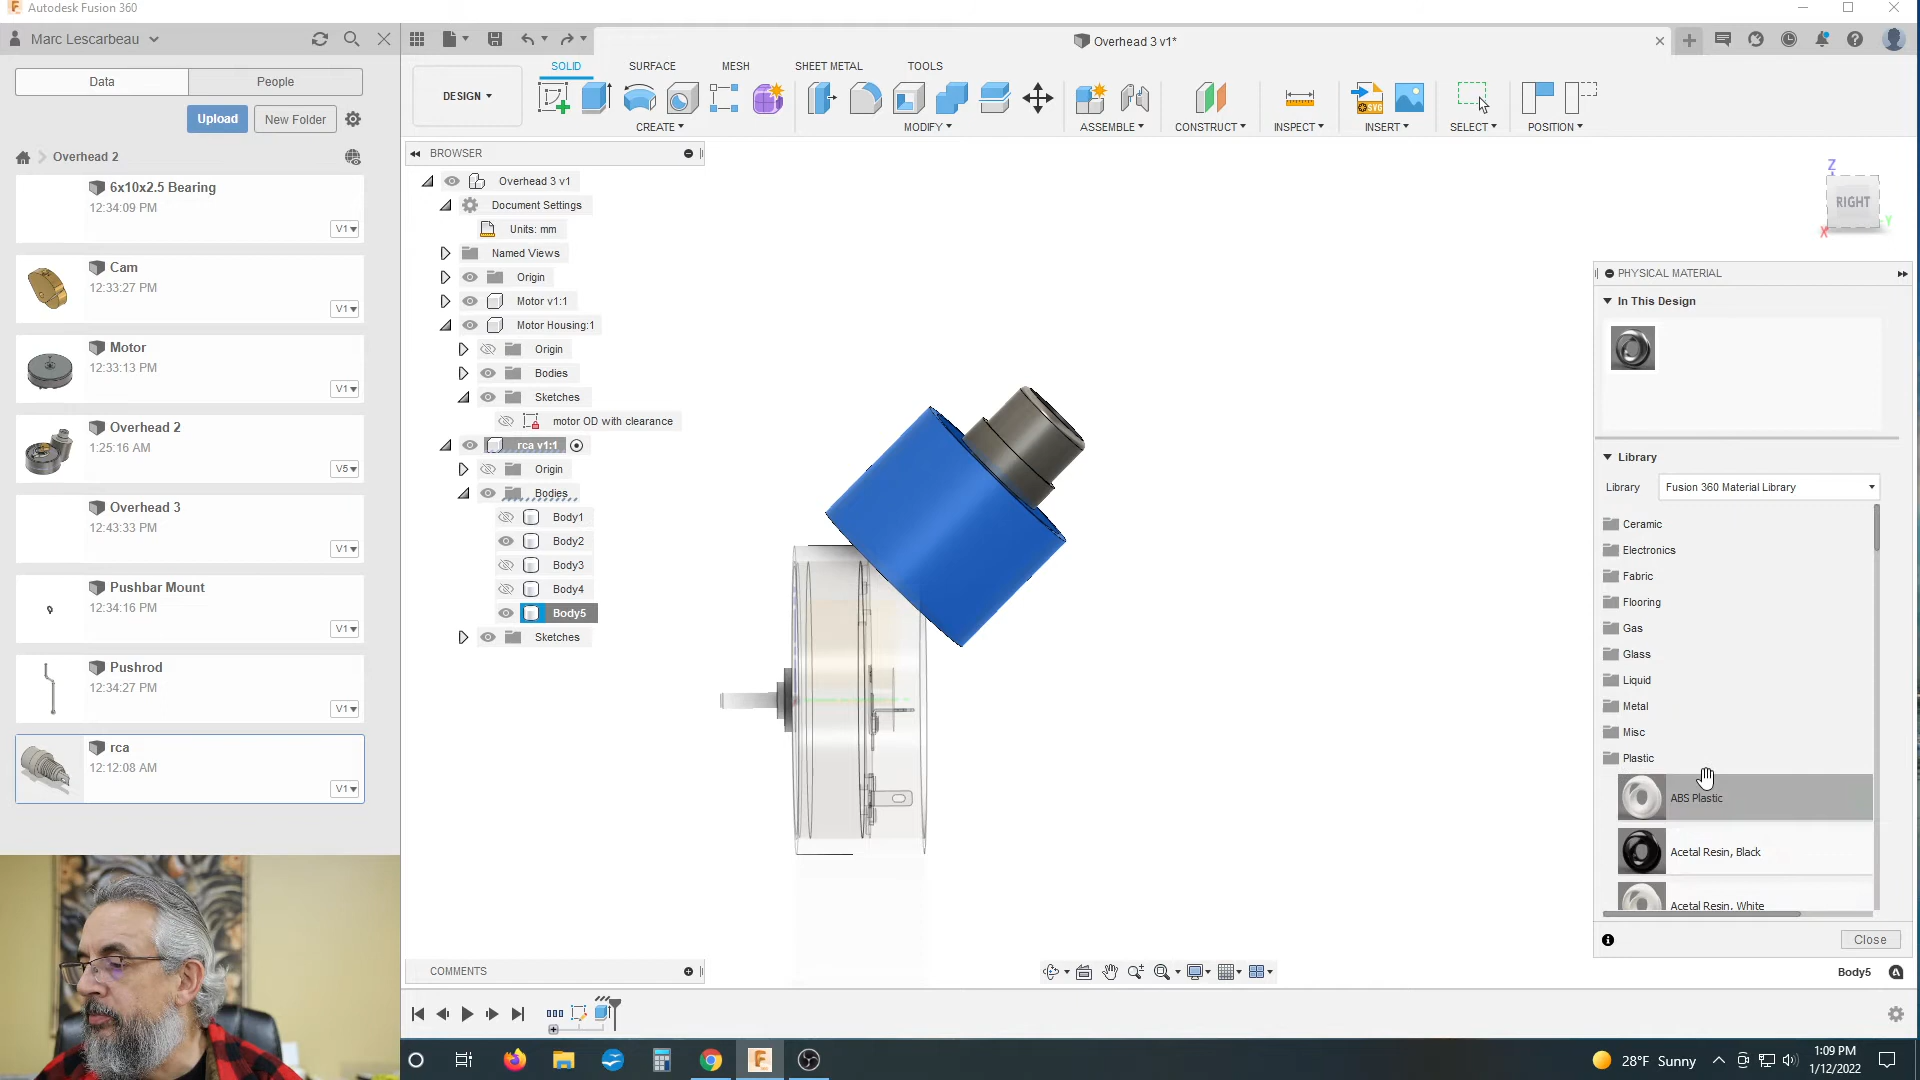 Autodesk Fusion 360
Marc Lescarbeau
Overhead 3 v1*
Data
People
Upload
New Folder
Overhead 2
6x10x2.5 Bearing
12:34:09 PM
V1
Cam
12:33:27 PM
V1
Motor
12:33:13 PM
V1
Overhead 2
1:25:16 AM
V5
Overhead 3
12:43:33 PM
V1
Pushbar Mount
12:34:16 PM
V1
Pushrod
12:34:27 PM
V1
rca
12:12:08 AM
V1
SOLID
SURFACE
MESH
SHEET METAL
TOOLS
DESIGN
CREATE
MODIFY
ASSEMBLE
CONSTRUCT
INSPECT
INSERT
SELECT
POSITION
SVG
BROWSER
Overhead 3 v1
Document Settings
Units: mm
Named Views
Origin
Motor v1:1
Motor Housing:1
Origin
Bodies
Sketches
motor OD with clearance
rca v1:1
Origin
Bodies
Body1
Body2
Body3
Body4
Body5
Sketches
Z
RIGHT
Y
X
PHYSICAL MATERIAL
In This Design
Library
Library
Fusion 360 Material Library
Ceramic
Electronics
Fabric
Flooring
Gas
Glass
Liquid
Metal
Misc
Plastic
ABS Plastic
Acetal Resin, Black
Acetal Resin, White
Close
COMMENTS
Body5
28°F Sunny
1:09 PM
1/12/2022